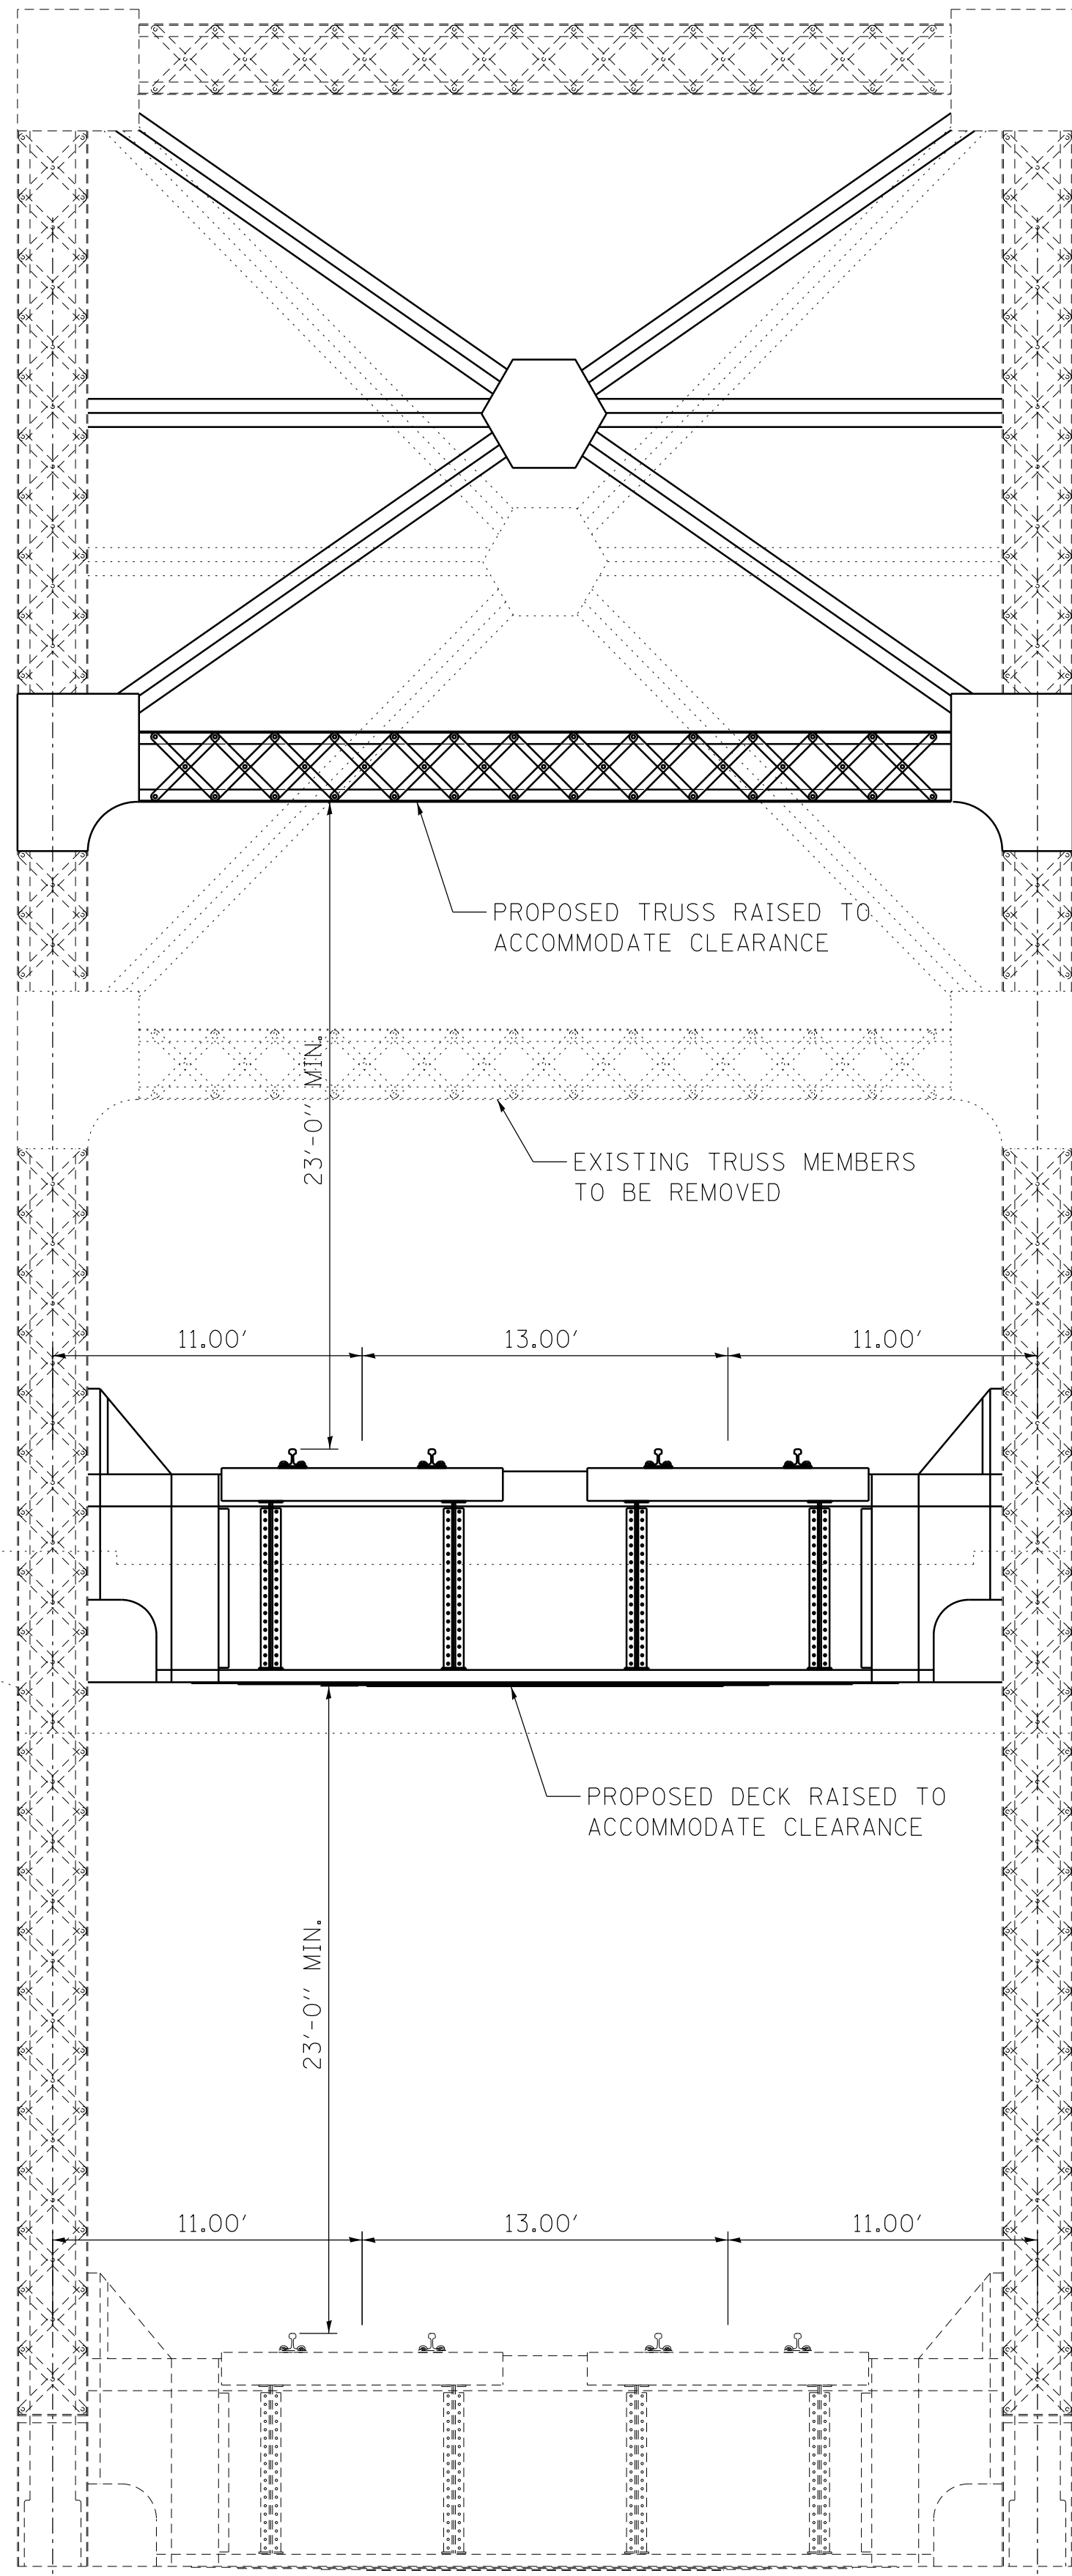 PROPOSED TRUSS RAISED TO
ACCOMMODATE CLEARANCE
23'-0'' MIN.
EXISTING TRUSS MEMBERS
TO BE REMOVED
11.00' 13.00' 11.00'
PROPOSED DECK RAISED TO
ACCOMMODATE CLEARANCE
23'-0'' MIN.
11.00' 13.00' 11.00'